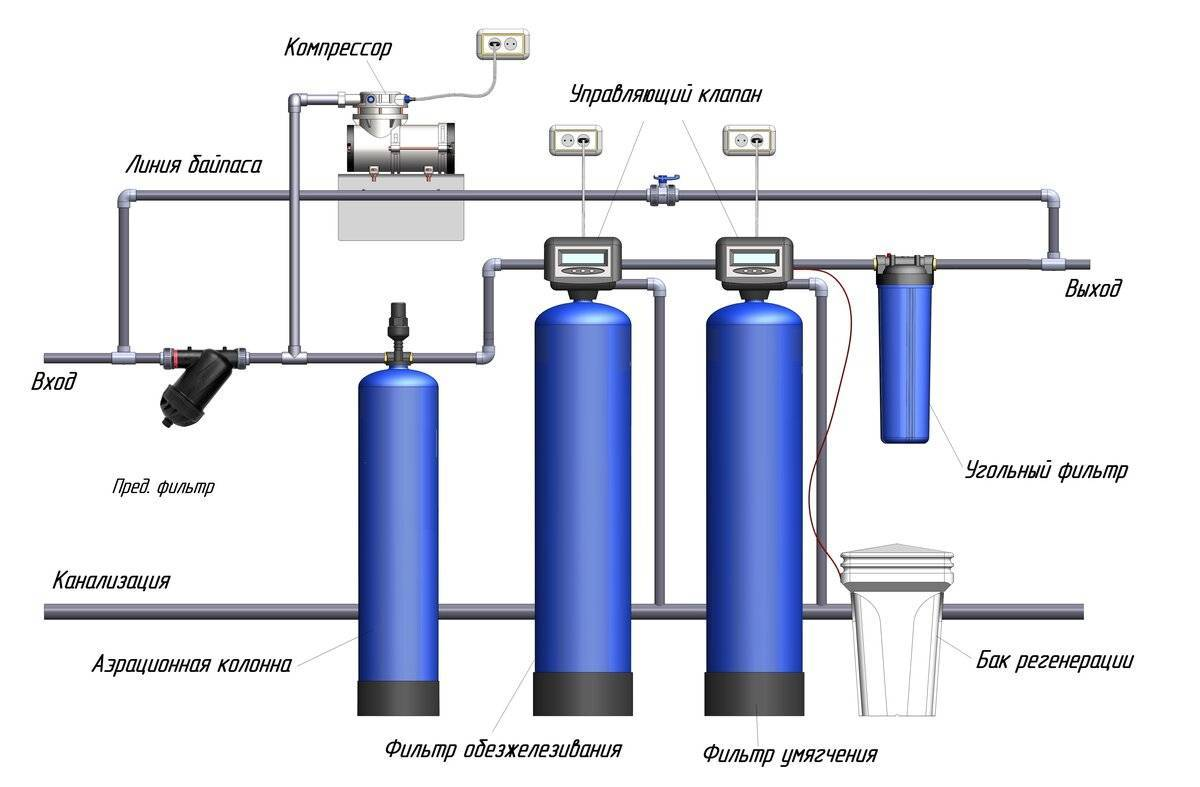 Компрессор
Управляющий клапан
Линия байпаса
Выход
Вход
Угольный фильтр
Пред. фильтр
Канализация
Аэрационная колонна
Бак регенерации
Фильтр обезжелезивания
Фильтр умягчения